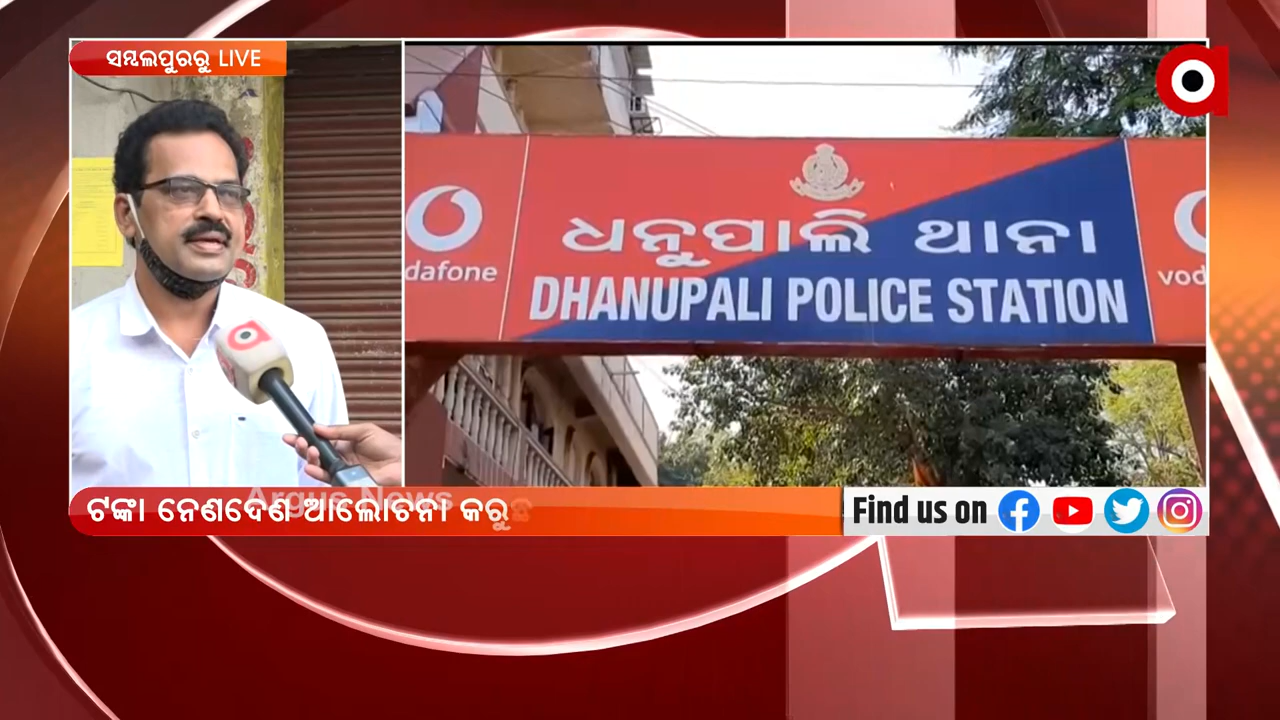 ସମ୍ବଲପୁରରୁ LIVE
dafone
ଧନୁପାଲି ଥାନା
DHANUPALI POLICE STATION
vod
Argus News
ଟଙ୍କା ନେଣଦେଣ ଆଲୋଚନା କରୁ
Find us on